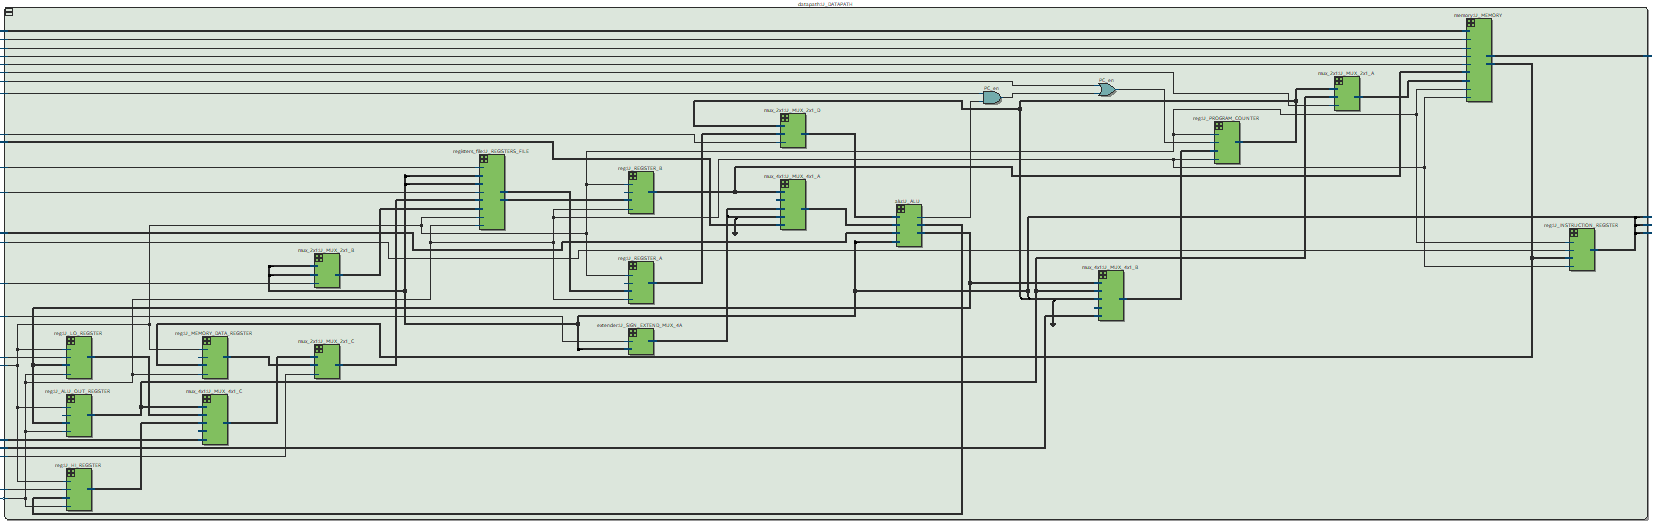 datapath:U_DATAPATH
memory:U_MEMORY
mux_2x1:U_MUX_2x1_A
PC_en
PC_en
mux_2x1:U_MUX_2x1_D
reg:U_PROGRAM_COUNTER
registers_file:U_REGISTERS_FILE
reg:U_REGISTER_B
mux_4x1:U_MUX_4x1_A
alu:U_ALU
reg:U_INSTRUCTION_REGISTER
mux_2x1:U_MUX_2x1_B
reg:U_REGISTER_A
mux_4x1:U_MUX_4x1_B
extender:U_SIGN_EXTEND_MUX_4A
reg:U_LO_REGISTER
reg:U_MEMORY_DATA_REGISTER
mux_2x1:U_MUX_2x1_C
reg:U_ALU_OUT_REGISTER
mux_4x1:U_MUX_4x1_C
reg:U_HI_REGISTER